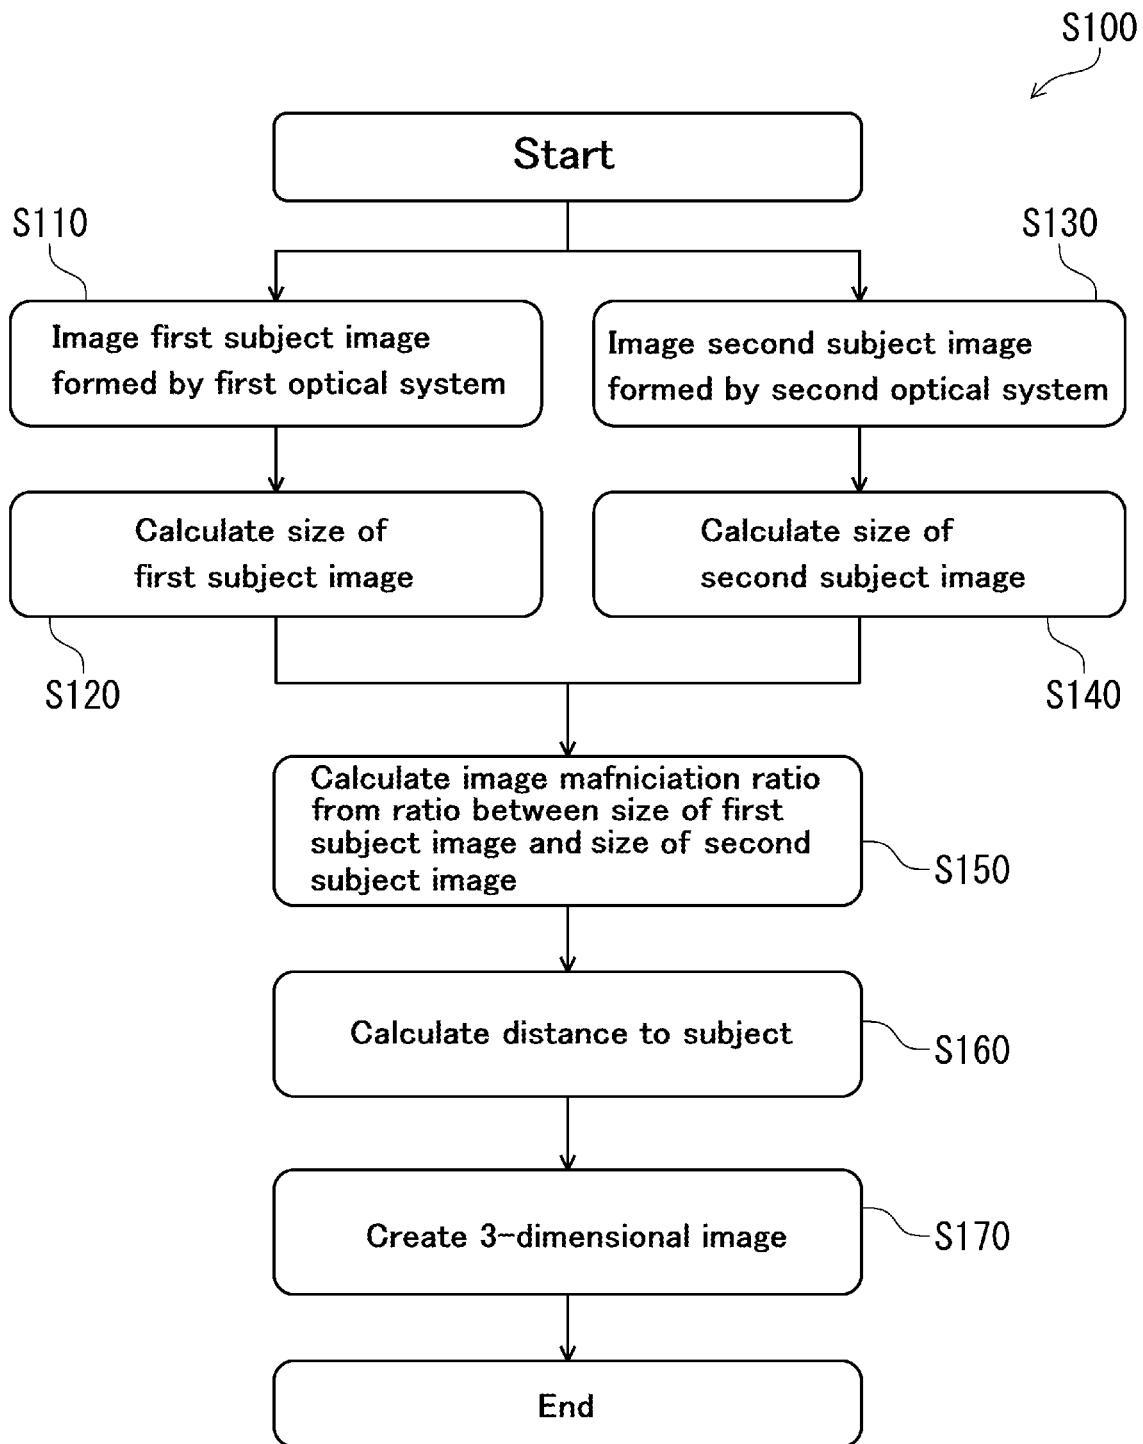 S100
Start
S110
S130
Image first subject image
formed by first optical system
Image second subject image
formed by second optical system
Calculate size of
first subject image
Calculate size of
second subject image
S120
S140
Calculate image mafniciation ratio
from ratio between size of first
subject image and size of second
subject image
S150
Calculate distance to subject
S160
Create 3-dimensional image
S170
End